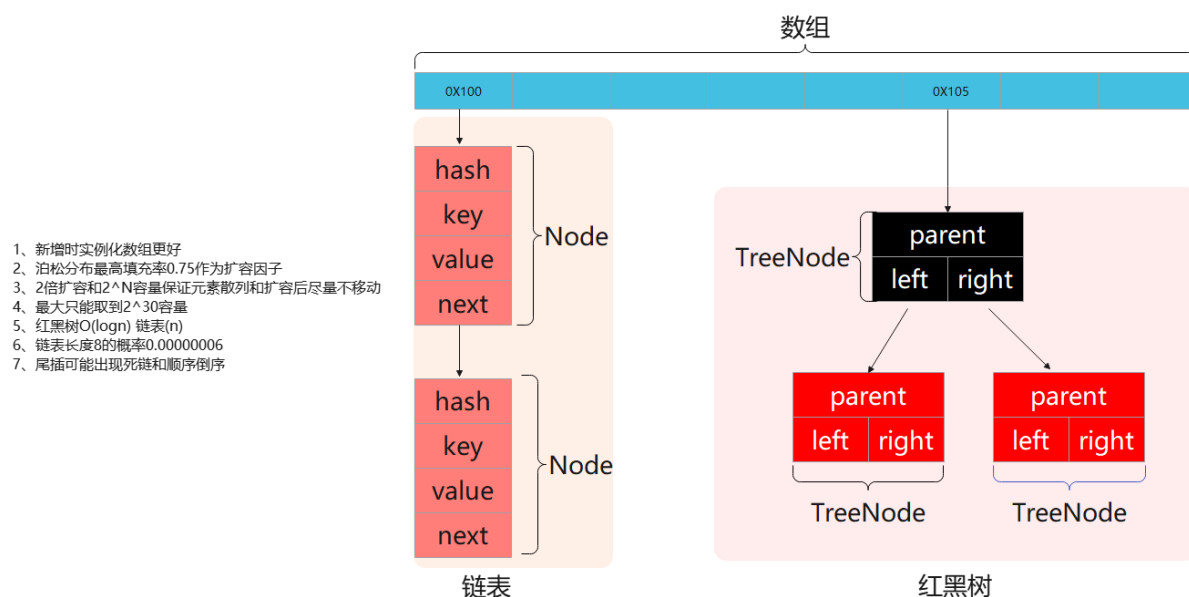 数组
0X100
0X105
hash
key
value
next
Node
hash
key
value
next
Node
链表
1、新增时实例化数组更好
2、泊松分布最高填充率0.75作为扩容因子
3、2倍扩容和2^N容量保证元素散列和扩容后尽量不移动
4、最大只能取到2^30容量
5、红黑树O(logn) 链表(n)
6、链表长度8的概率0.00000006
7、尾插可能出现死链和顺序倒序
TreeNode
parent
left right
parent
left right
TreeNode
parent
left right
TreeNode
红黑树